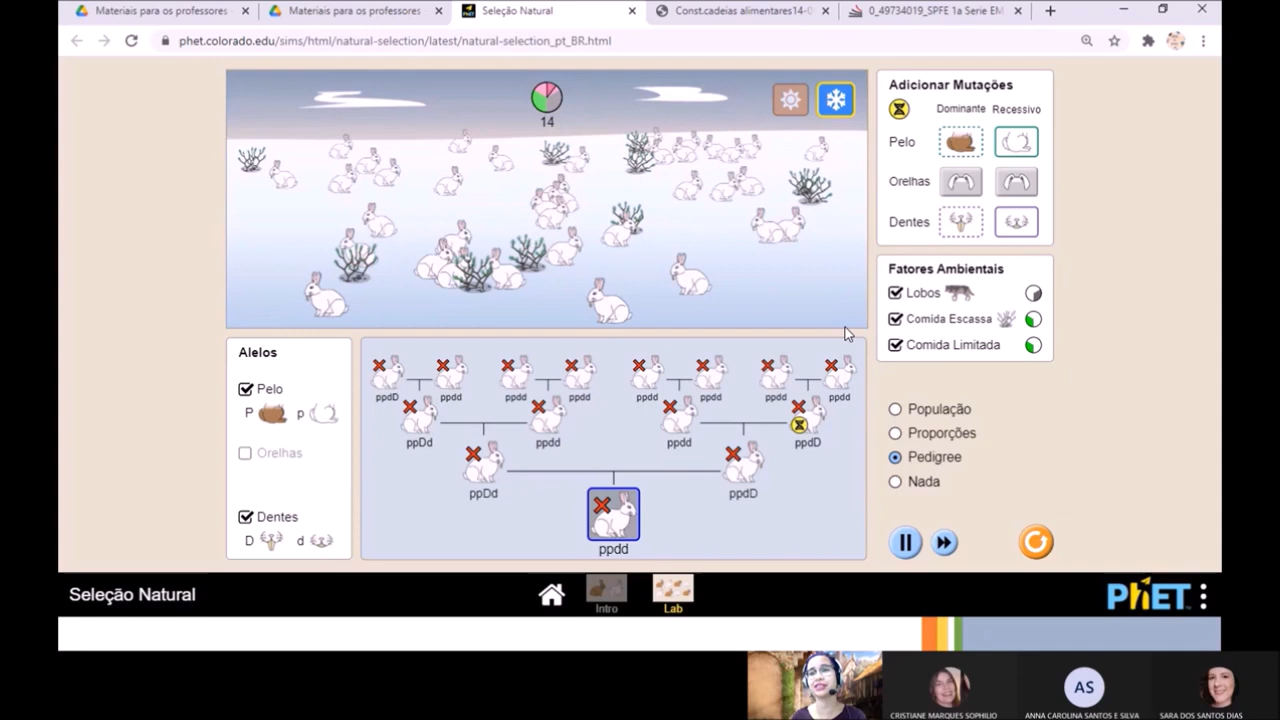 Materiais para os professores
Materiais para os professores
Seleção Natural
Const.cadeias alimentares14-0
0_49734019_SPFE 1a Serie EM
phet.colorado.edu/sims/html/natural-selection/latest/natural-selection_pt_BR.html
14
Adicionar Mutações
Dominante Recessivo
Pelo
Orelhas
Dentes
Fatores Ambientais
Lobos
Comida Escassa
Comida Limitada
Alelos
Pelo
P p
Orelhas
Dentes
D d
ppdD ppdd ppdd ppdd ppdd ppdd ppdd ppdd
ppDd ppdd ppdd ppdD
ppDd ppdD
ppdd
População
Proporções
Pedigree
Nada
Seleção Natural
Intro
Lab
PhET
AS
CRISTIANE MARQUES SOPHILIO
ANNA CAROLINA SANTOS E SILVA
SARA DOS SANTOS DIAS